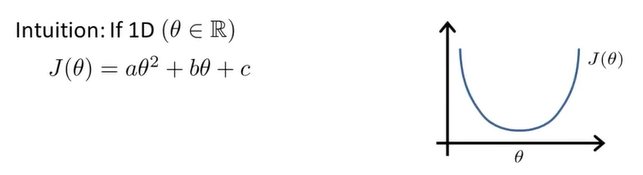 Intuition: If 1D (θ ∈ ℝ)
J(θ) = aθ² + bθ + c
J(θ)
θ